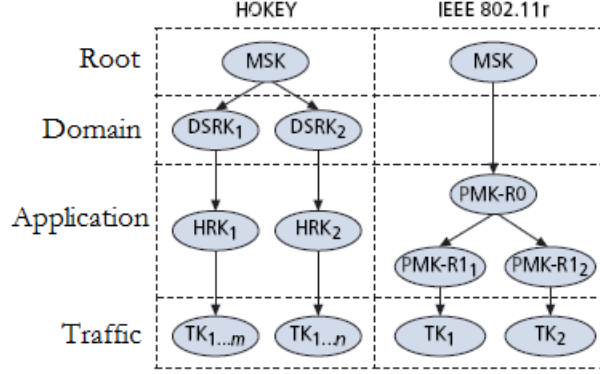 HOKEY IEEE 802.11r
Root MSK MSK
Domain DSRK1 DSRK2
PMK-R0
Application HRK1 HRK2
PMK-R11 PMK-R12
Traffic TK1...m TK1...n TK1 TK2